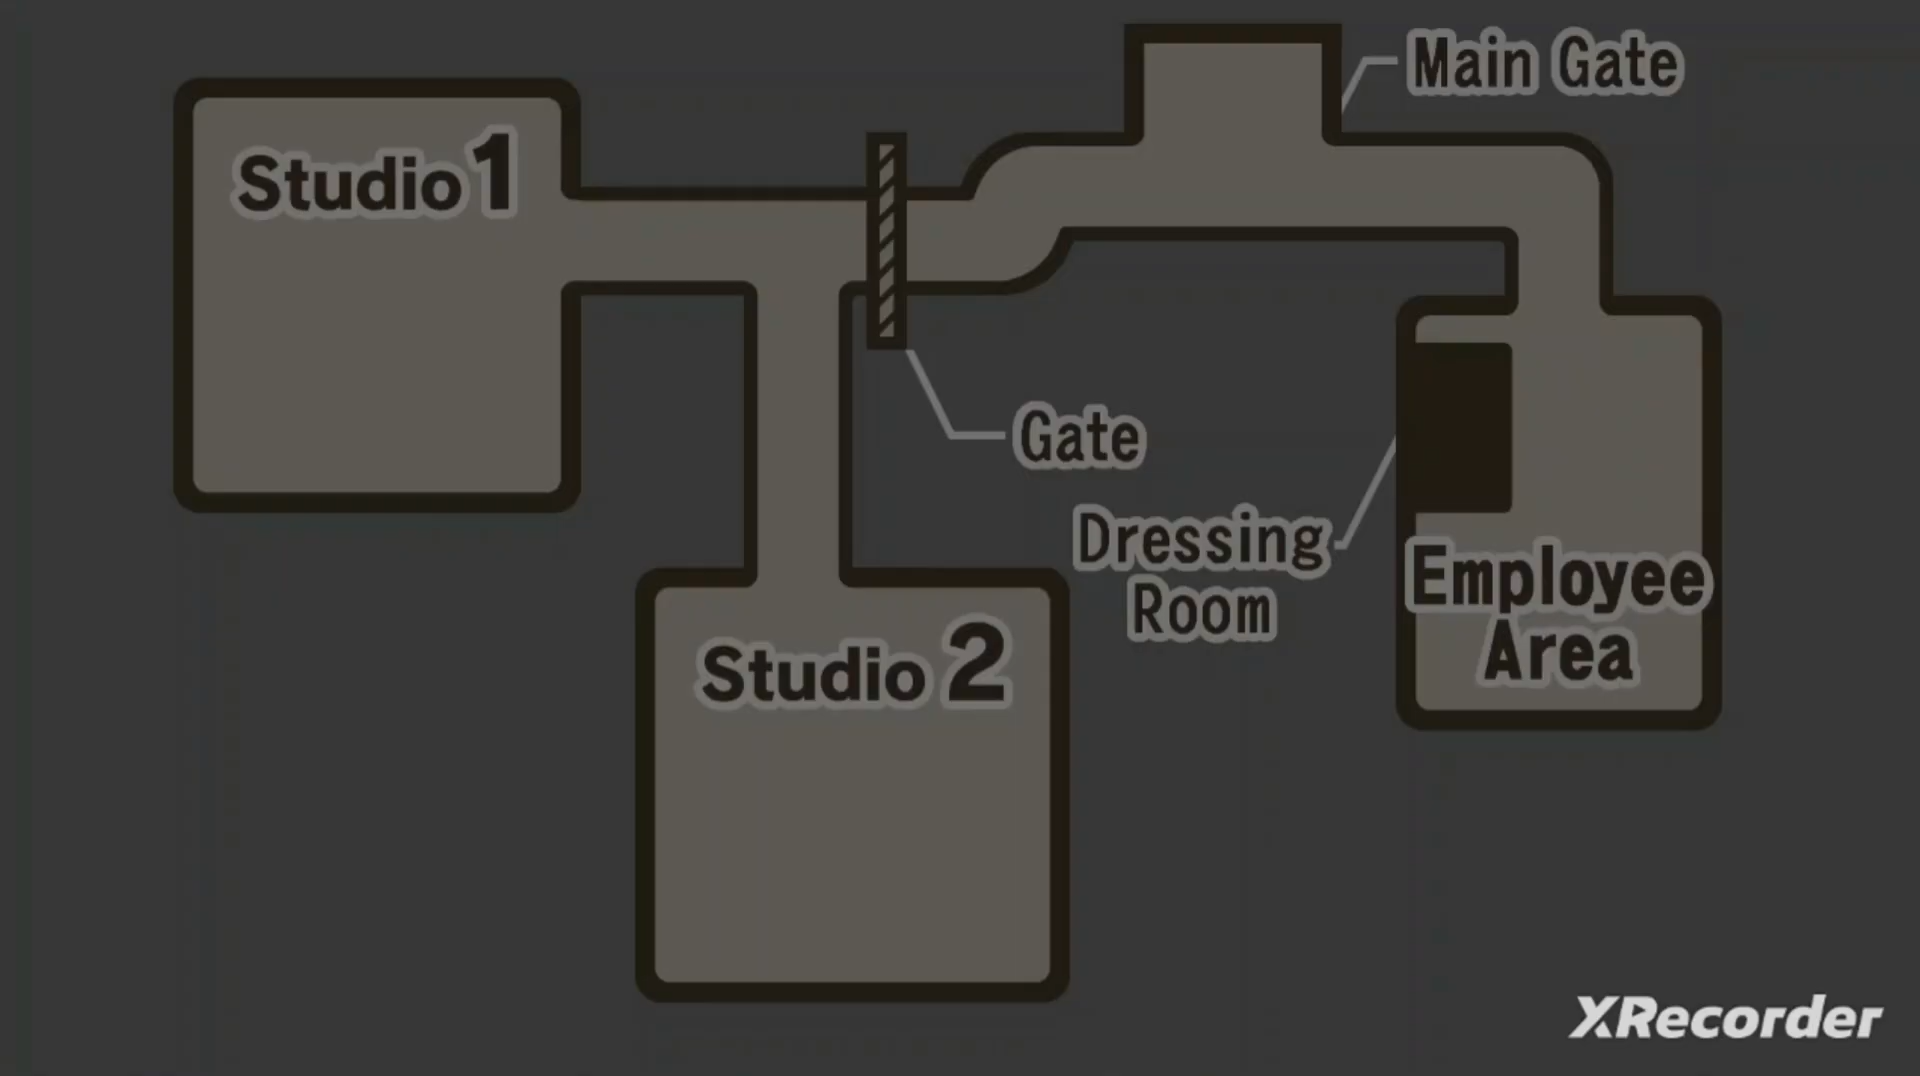 Main Gate
Studio 1
Gate
Dressing
Room
Employee
Area
Studio 2
XRecorder